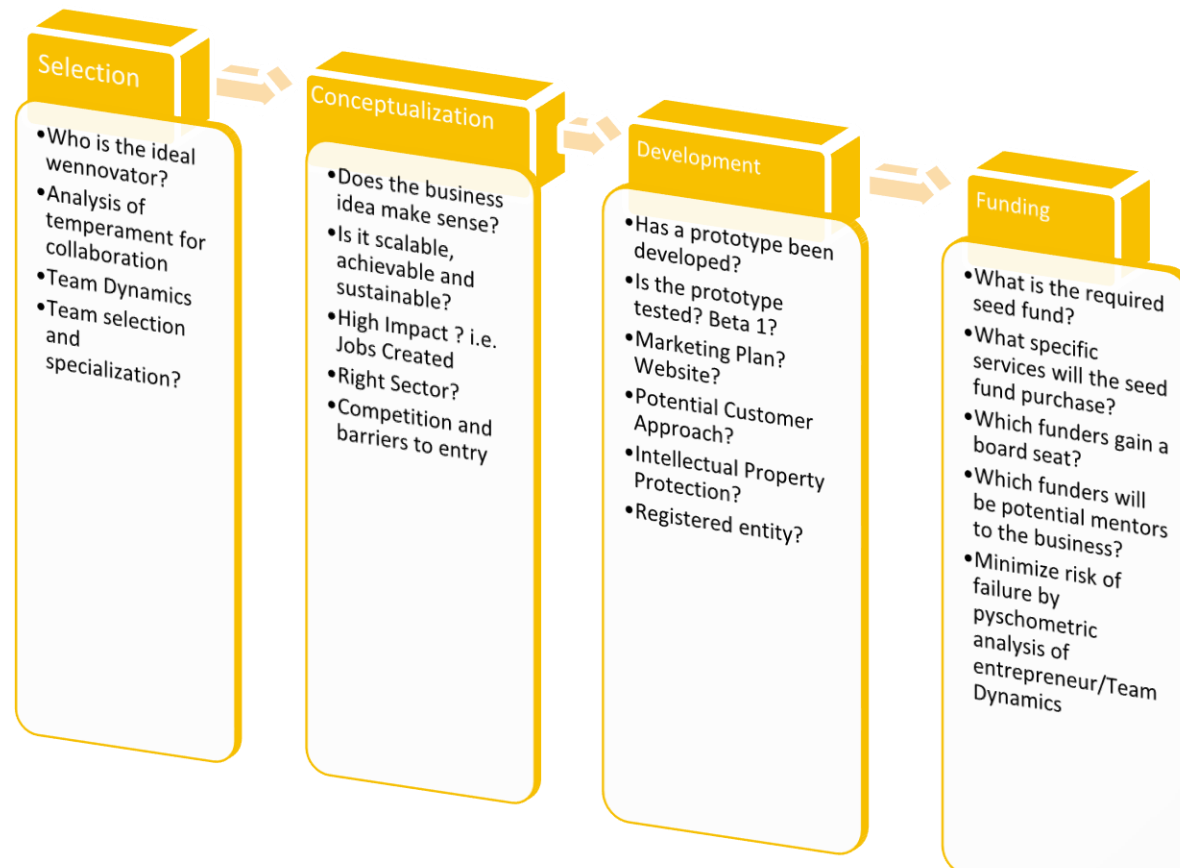 Selection
•Who is the ideal
wennovator?
•Analysis of
temperament for
collaboration
•Team Dynamics
•Team selection
and
specialization?
Conceptualization
•Does the business
idea make sense?
•Is it scalable,
achievable and
sustainable?
•High Impact ? i.e.
Jobs Created
•Right Sector?
•Competition and
barriers to entry
Development
•Has a prototype been
developed?
•Is the prototype
tested? Beta 1?
•Marketing Plan?
Website?
•Potential Customer
Approach?
•Intellectual Property
Protection?
•Registered entity?
Funding
•What is the required
seed fund?
•What specific
services will the seed
fund purchase?
•Which funders gain a
board seat?
•Which funders will
be potential mentors
to the business?
•Minimize risk of
failure by
pyschometric
analysis of
entrepreneur/Team
Dynamics